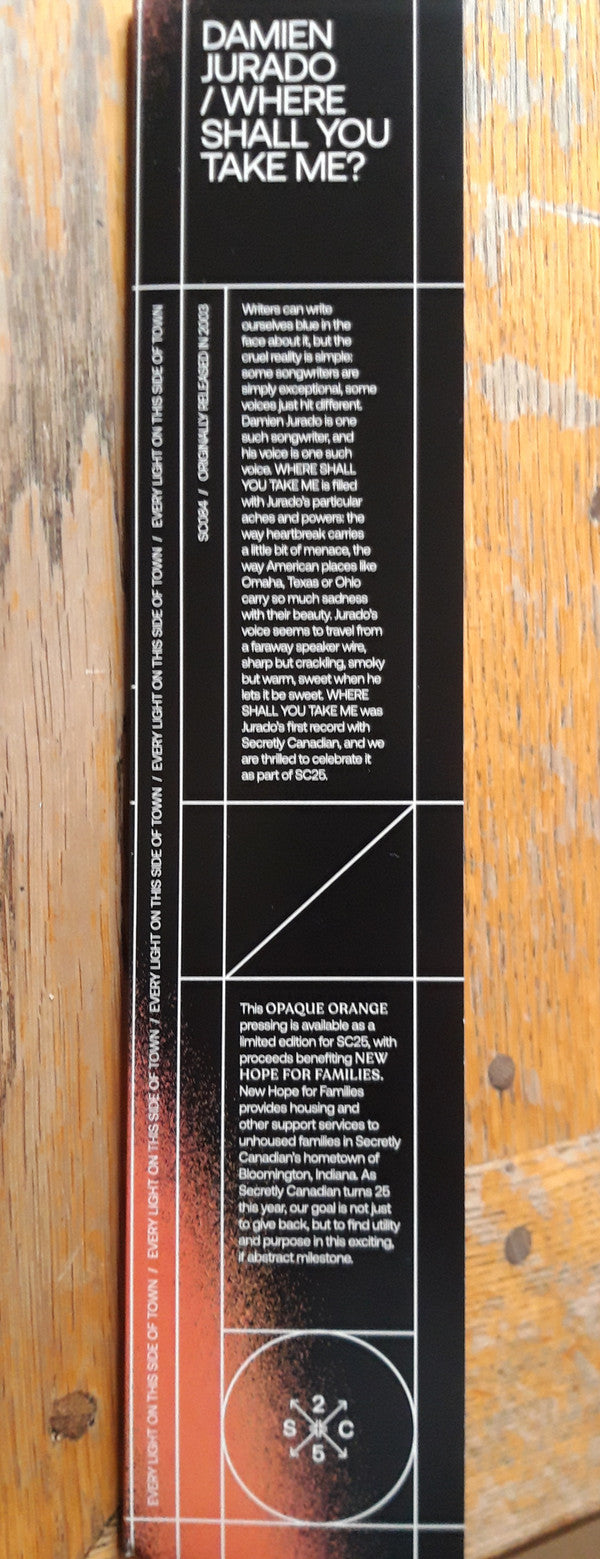 DAMIEN
JURADO
/ WHERE
SHALL YOU
TAKE ME?
EVERY LIGHT ON THIS SIDE OF TOWN / EVERY LIGHT ON THIS SIDE OF TOWN / EVERY LIGHT ON THIS SIDE OF TOWN / EVERY LIGHT ON THIS SIDE OF TOWN / EVERY LIGHT ON THIS SIDE OF TOWN
SC084 / ORIGINALLY RELEASED IN 2003
Writers can write
ourselves blue in the
face about it, but the
cruel reality is simple:
some songwriters are
simply exceptional, some
voices just hit different.
Damien Jurado is one
such songwriter, and
his voice is one such
voice. WHERE SHALL
YOU TAKE ME is filled
with Jurado's particular
aches and powers: the
way heartbreak carries
a little bit of menace, the
way American places like
Omaha, Texas or Ohio
carry so much sadness
with their beauty. Jurado's
voice seems to travel from
a faraway speaker wire,
sharp but crackling, smoky
but warm, sweet when he
lets it be sweet. WHERE
SHALL YOU TAKE ME was
Jurado's first record with
Secretly Canadian, and we
are thrilled to celebrate it
as part of SC25.
This OPAQUE ORANGE
pressing is available as a
limited edition for SC25, with
proceeds benefiting NEW
HOPE FOR FAMILIES.
New Hope for Families
provides housing and
other support services to
unhoused families in Secretly
Canadian's hometown of
Bloomington, Indiana. As
Secretly Canadian turns 25
this year, our goal is not just
to give back, but to find utility
and purpose in this exciting,
if abstract milestone.
2
S C
5